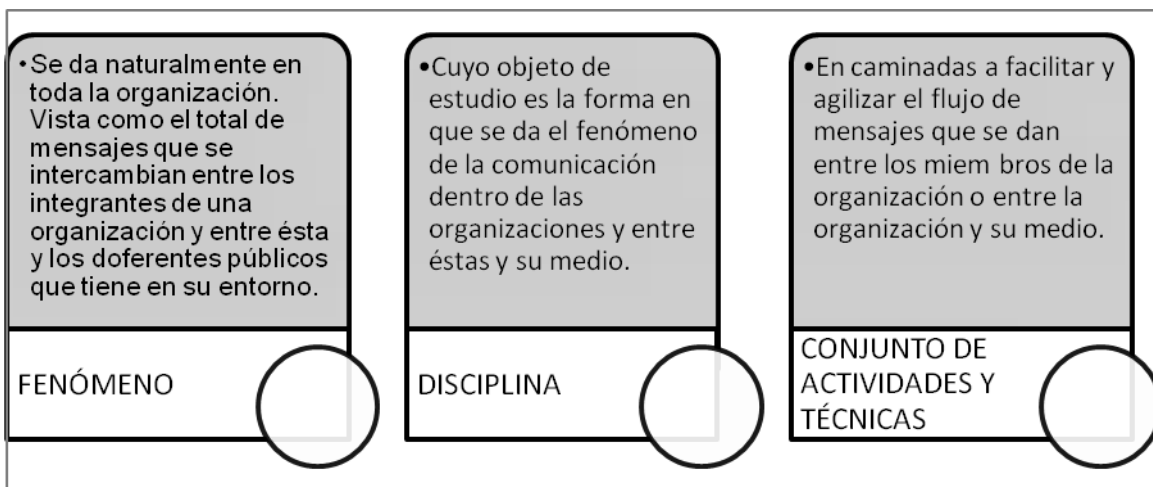 • Se da naturalmente en
toda la organización.
Vista como el total de
mensajes que se
intercambian entre los
integrantes de una
organización y entre ésta
y los doferentes públicos
que tiene en su entorno.
FENÓMENO
• Cuyo objeto de
estudio es la forma en
que se da el fenómeno
de la comunicación
dentro de las
organizaciones y entre
éstas y su medio.
DISCIPLINA
• En caminadas a facilitar y
agilizar el flujo de
mensajes que se dan
entre los miem bros de la
organización o entre la
organización y su medio.
CONJUNTO DE
ACTIVIDADES Y
TÉCNICAS